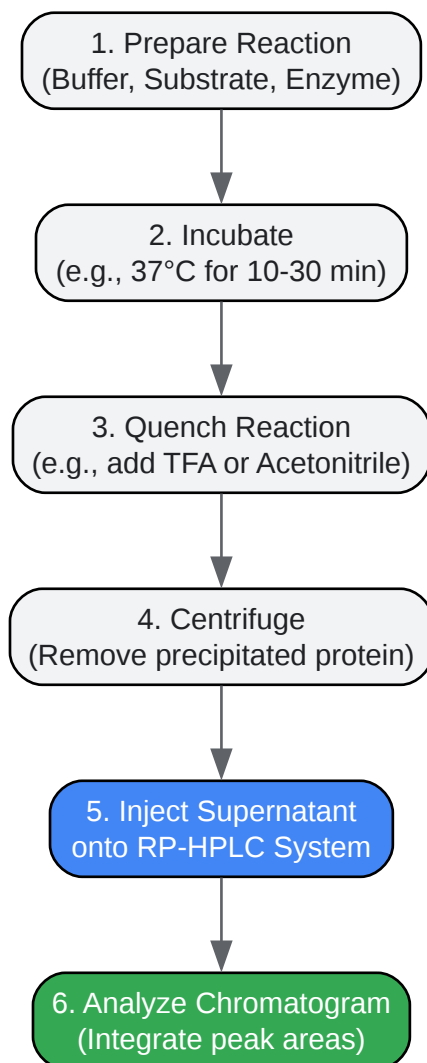 1. Prepare Reaction
(Buffer, Substrate, Enzyme)
2. Incubate
(e.g., 37°C for 10-30 min)
3. Quench Reaction
(e.g., add TFA or Acetonitrile)
4. Centrifuge
(Remove precipitated protein)
5. Inject Supernatant
onto RP-HPLC System
6. Analyze Chromatogram
(Integrate peak areas)